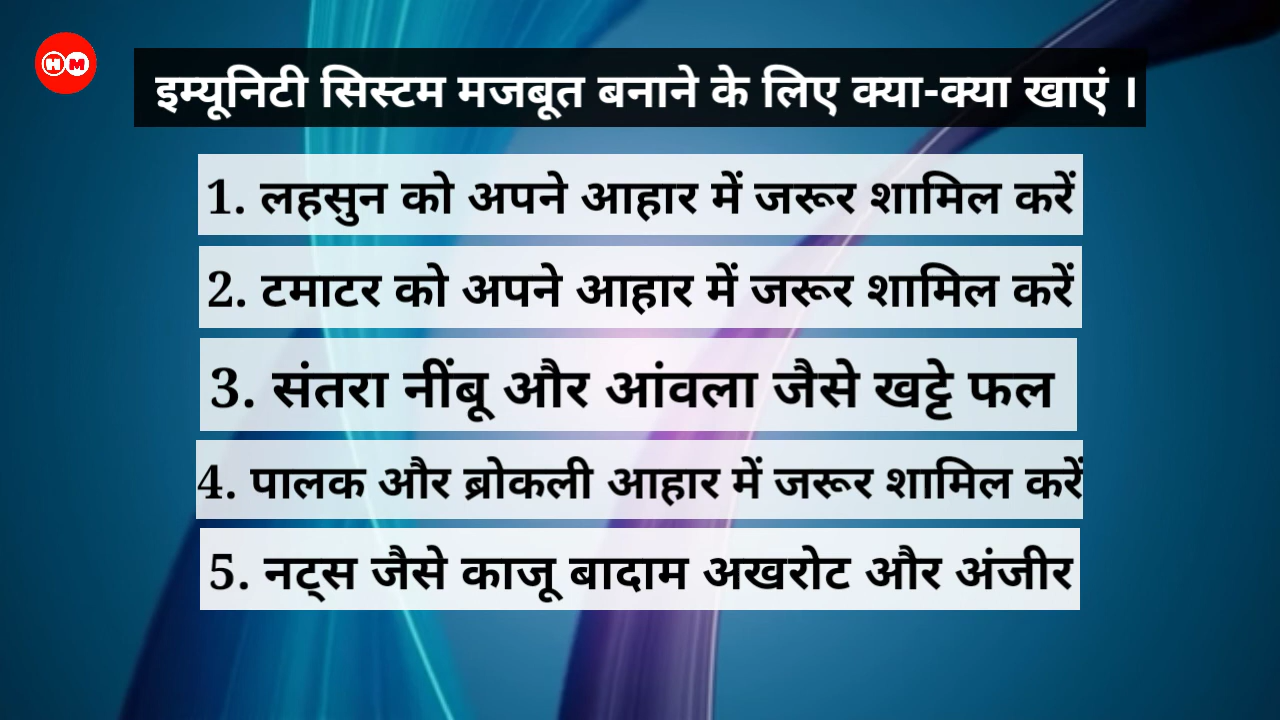 HM
इम्यूनिटी सिस्टम मजबूत बनाने के लिए क्या-क्या खाएं ।
1. लहसुन को अपने आहार में जरूर शामिल करें
2. टमाटर को अपने आहार में जरूर शामिल करें
3. संतरा नींबू और आंवला जैसे खट्टे फल
4. पालक और ब्रोकली आहार में जरूर शामिल करें
5. नट्स जैसे काजू बादाम अखरोट और अंजीर